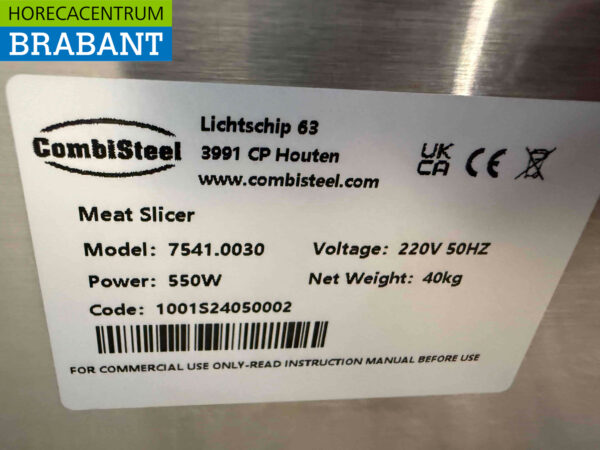 HORECACENTRUM
BRABANT
CombiSteel
Lichtschip 63
3991 CP Houten
www.combisteel.com
UK
CA
CE
Meat Slicer
Model: 7541.0030
Voltage: 220V 50HZ
Power: 550W
Net Weight: 40kg
Code: 1001S24050002
FOR COMMERCIAL USE ONLY-READ INSTRUCTION MANUAL BEFORE USE